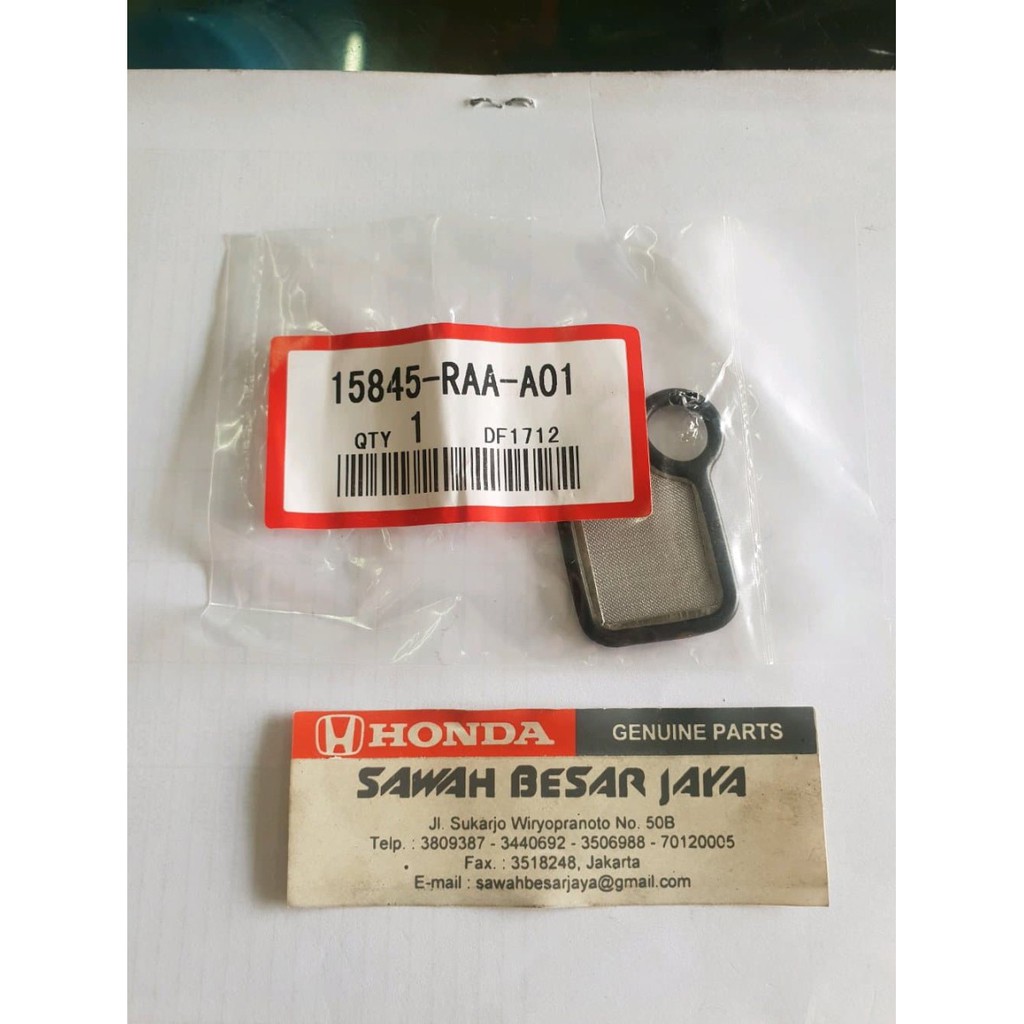 15845-RAA-A01
QTY 1 DF1712
HONDA GENUINE PARTS
SAWAH BESAR JAYA
Jl. Sukarjo Wiryopranoto No. 50B
Telp. : 3809387 - 3440692 - 3506988 - 70120005
Fax. : 3518248, Jakarta
E-mail : sawahbesarjaya@gmail.com